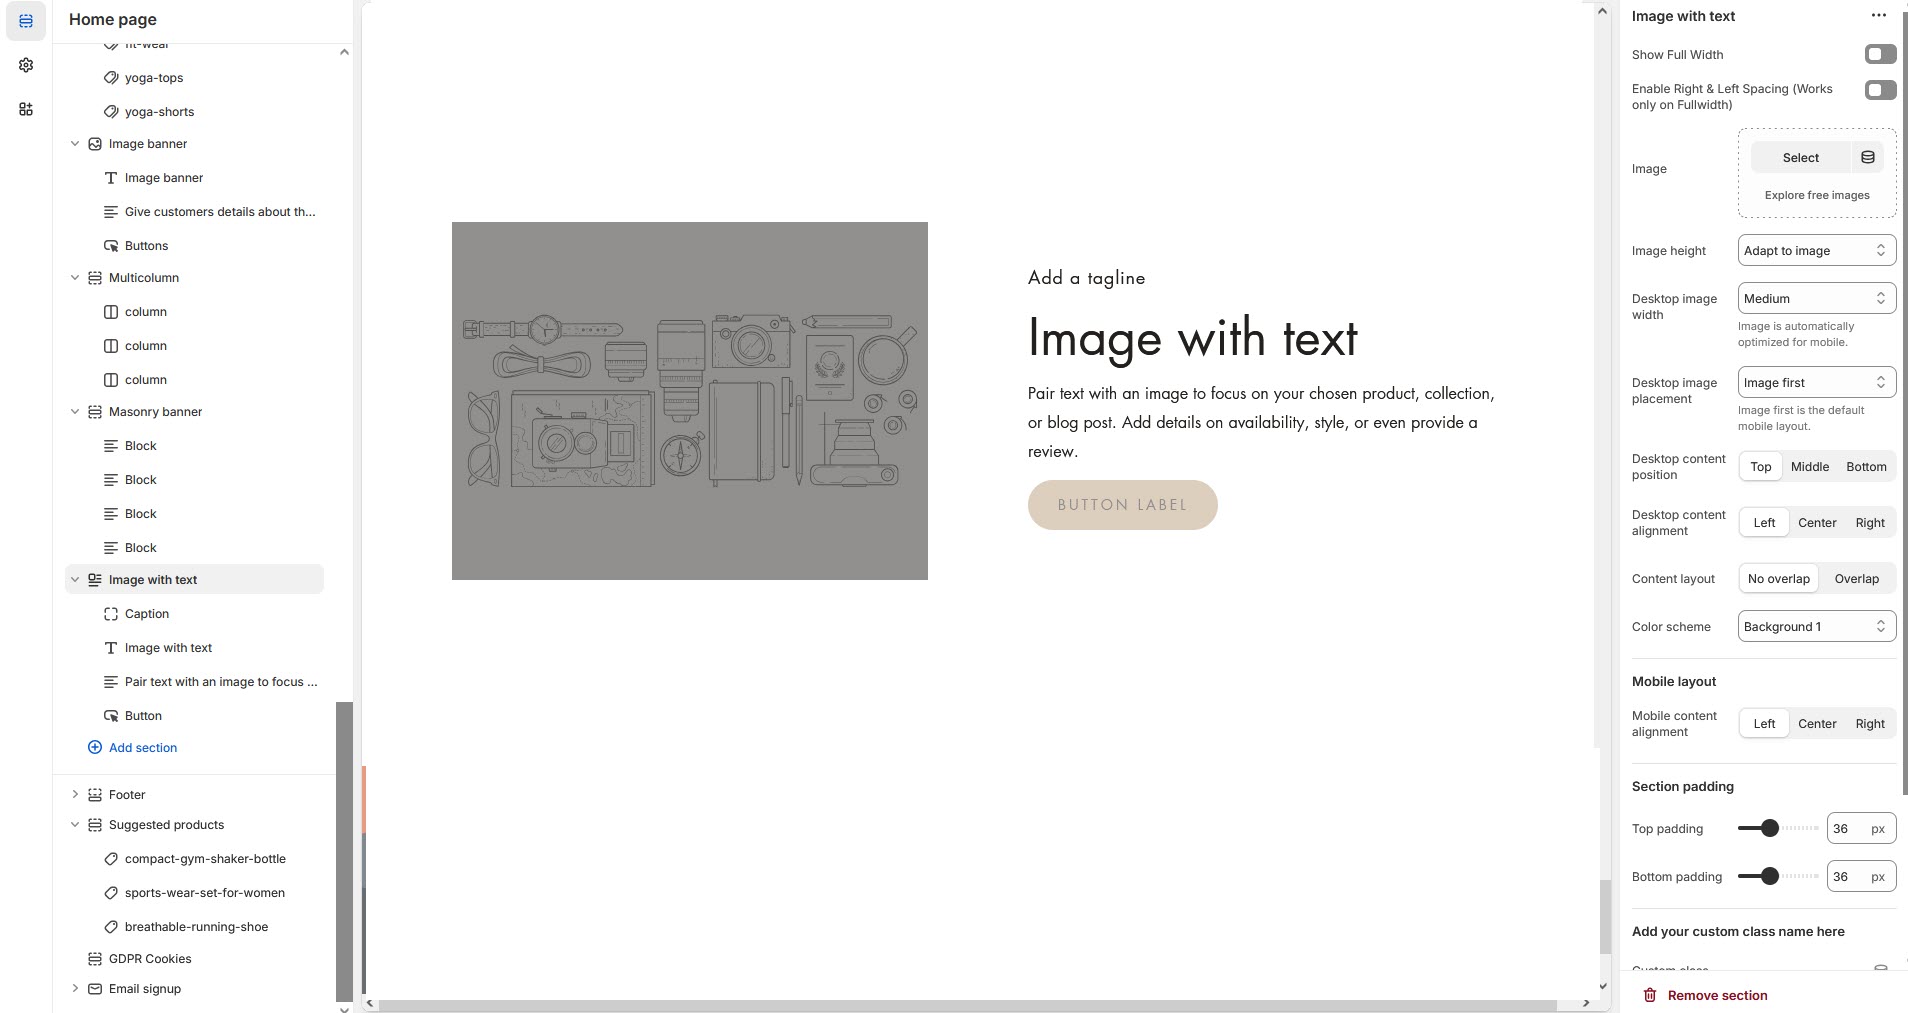 Home page
fit-wear
yoga-tops
yoga-shorts
Image banner
Image banner
Give customers details about th...
Buttons
Multicolumn
column
column
column
Masonry banner
Block
Block
Block
Block
Image with text
Caption
Image with text
Pair text with an image to focus ...
Button
Add section
Footer
Suggested products
compact-gym-shaker-bottle
sports-wear-set-for-women
breathable-running-shoe
GDPR Cookies
Email signup
Add a tagline
Image with text
Pair text with an image to focus on your chosen product, collection,
or blog post. Add details on availability, style, or even provide a
review.
BUTTON LABEL
Image with text
Show Full Width
Enable Right & Left Spacing (Works
only on Fullwidth)
Image
Select
Explore free images
Image height
Adapt to image
Desktop image
width
Medium
Image is automatically
optimized for mobile.
Desktop image
placement
Image first
Image first is the default
mobile layout.
Desktop content
position
Top Middle Bottom
Desktop content
alignment
Left Center Right
Content layout
No overlap Overlap
Color scheme
Background 1
Mobile layout
Mobile content
alignment
Left Center Right
Section padding
Top padding
36 px
Bottom padding
36 px
Add your custom class name here
Custom class
Remove section